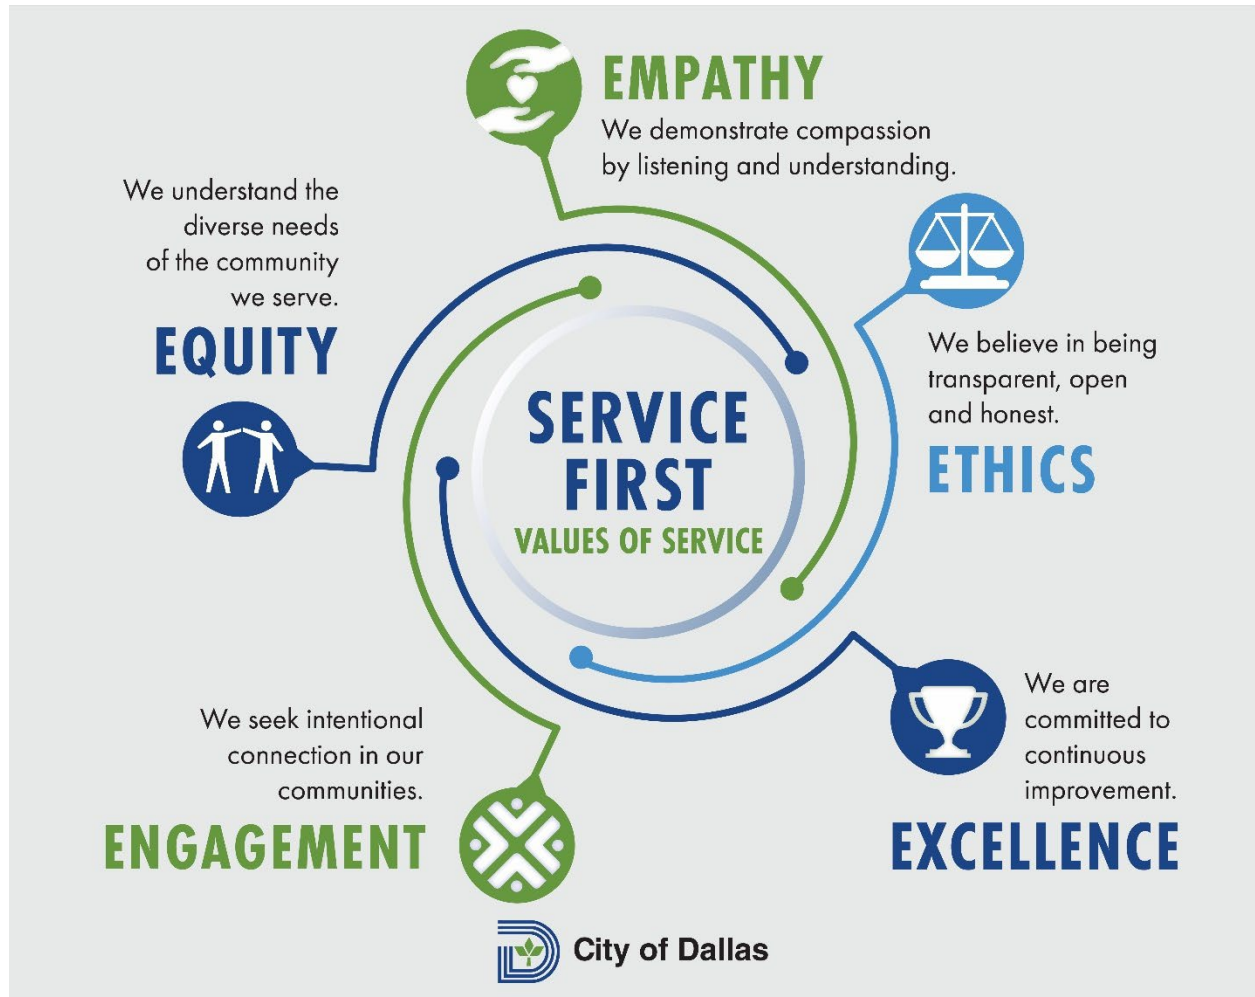 EMPATHY
We demonstrate compassion
by listening and understanding.
We understand the
diverse needs
of the community
we serve.
EQUITY
We believe in being
transparent, open
and honest.
ETHICS
SERVICE
FIRST
VALUES OF SERVICE
We are
committed to
continuous
improvement.
EXCELLENCE
We seek intentional
connection in our
communities.
ENGAGEMENT
City of Dallas